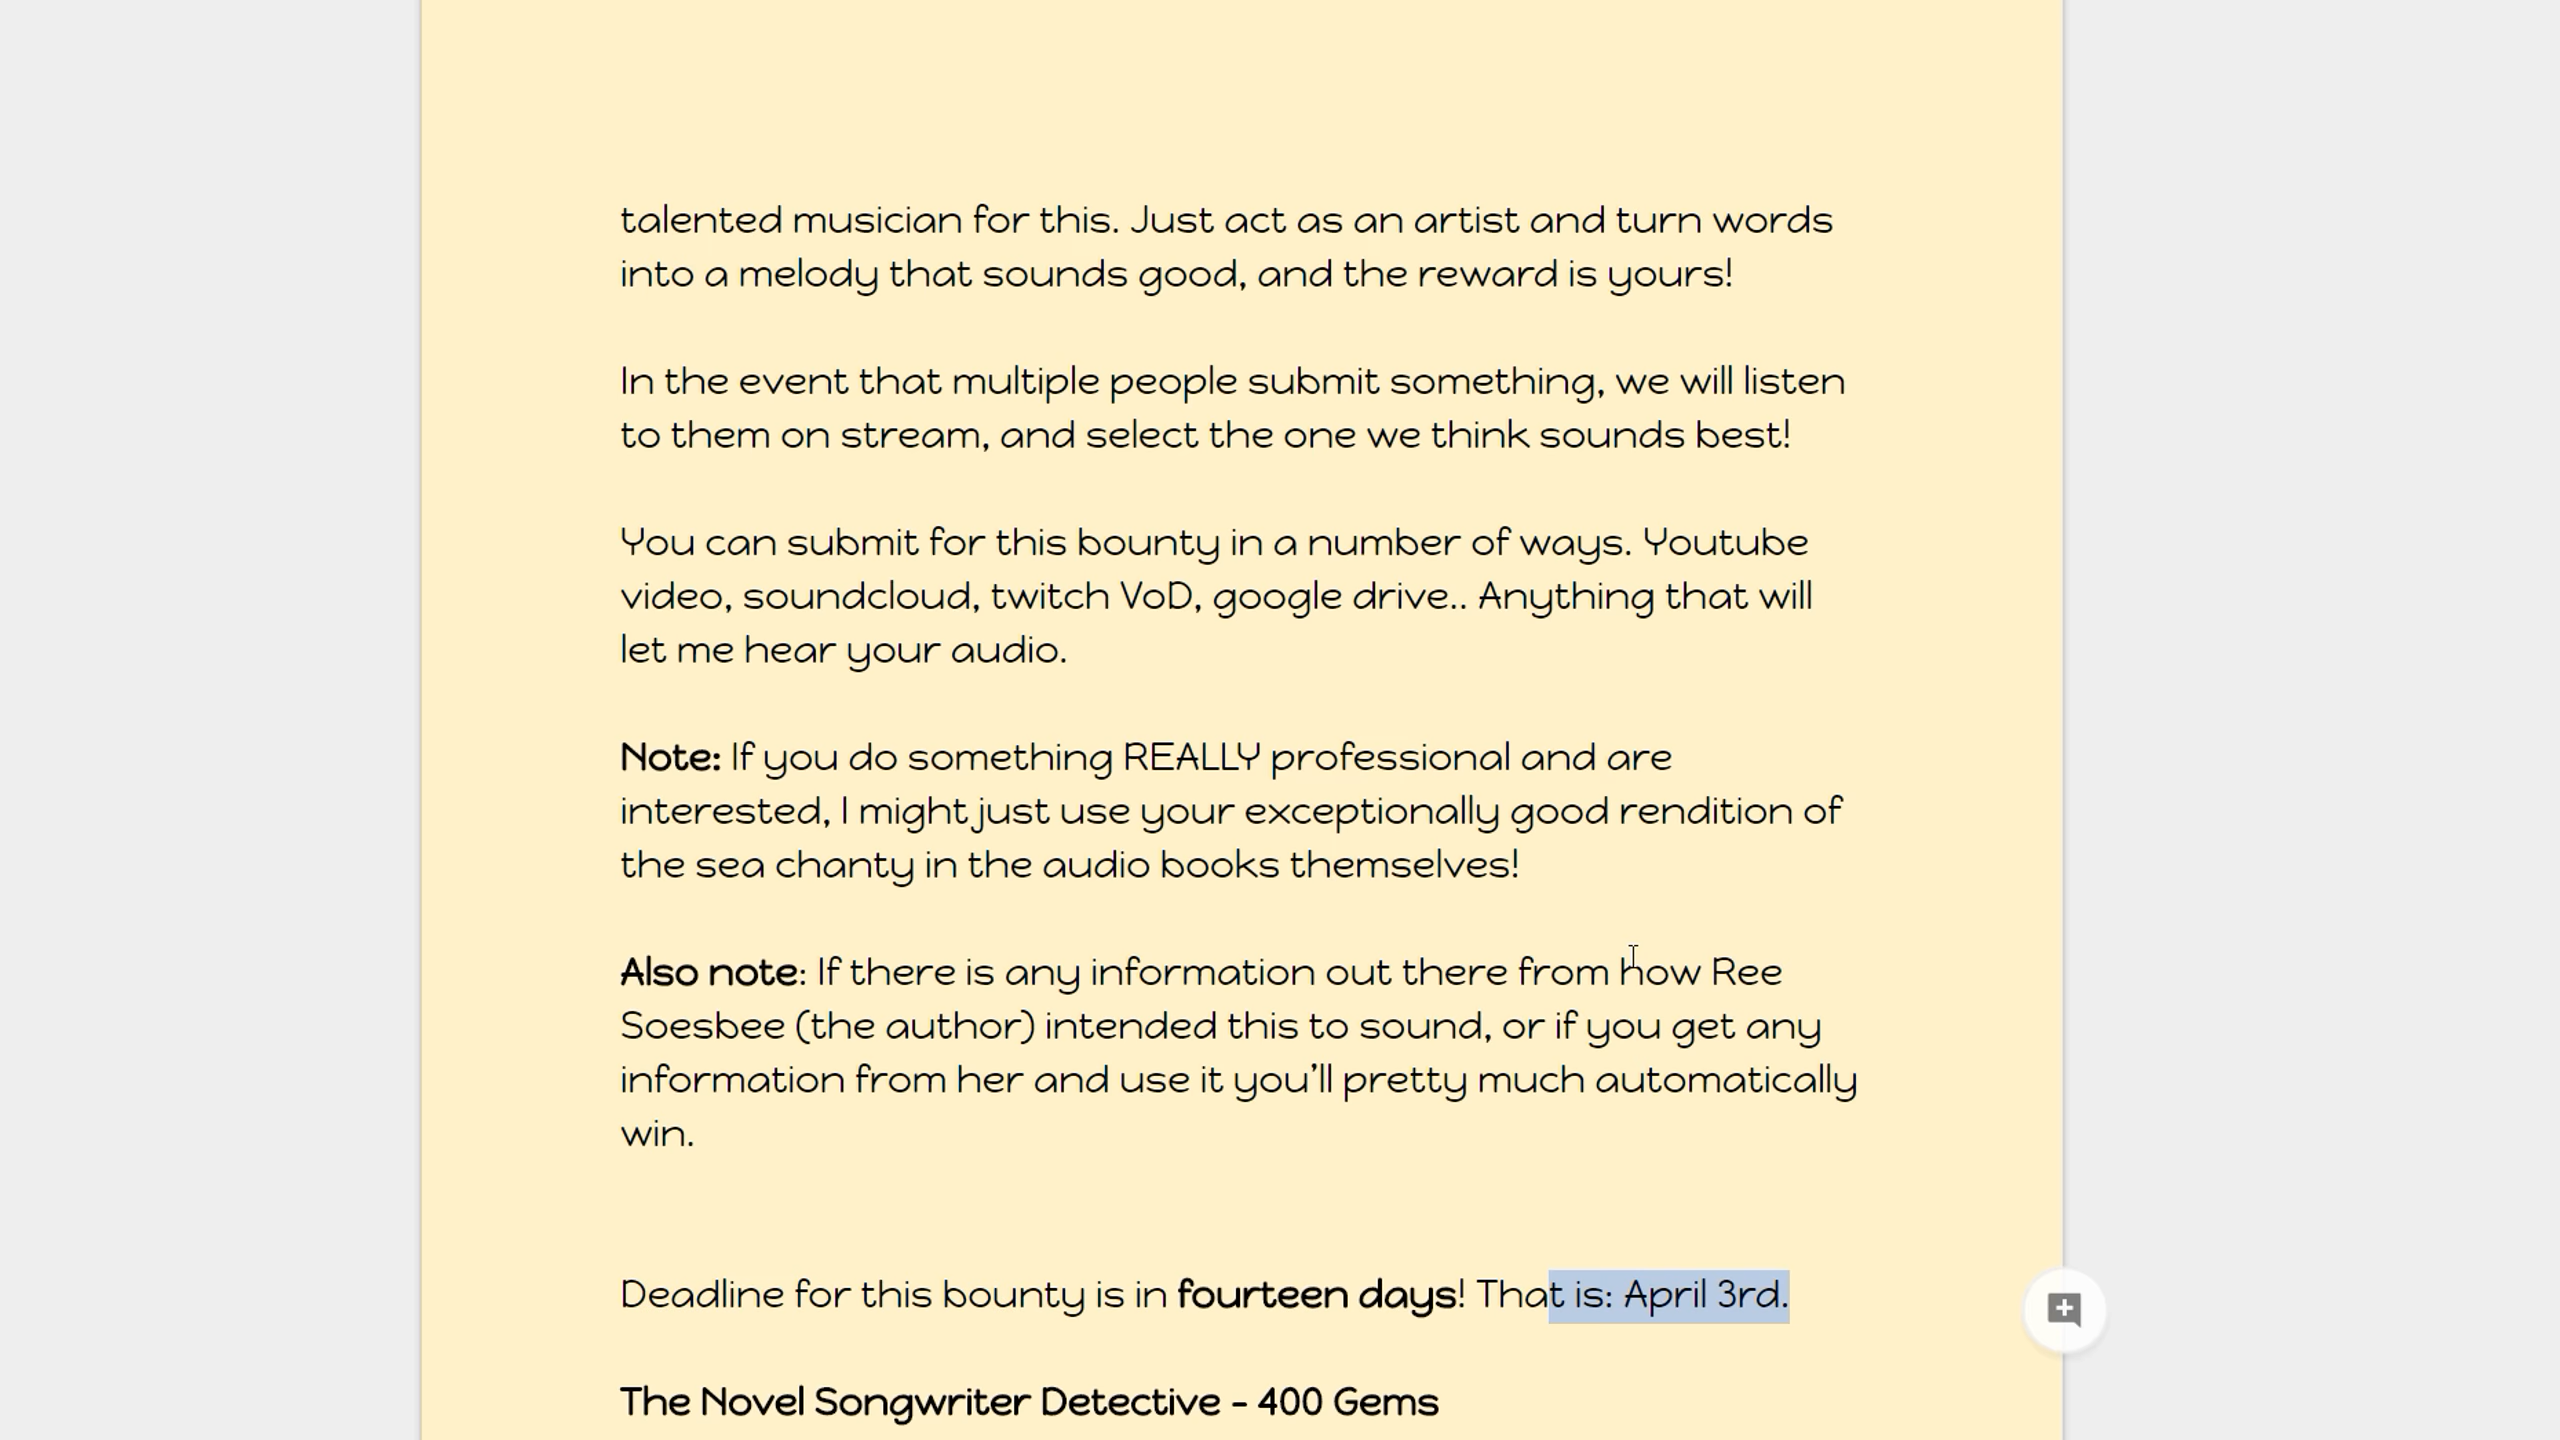 talented musician for this. Just act as an artist and turn words
into a melody that sounds good, and the reward is yours!
In the event that multiple people submit something, we will listen
to them on stream, and select the one we think sounds best!
You can submit for this bounty in a number of ways. Youtube
video, soundcloud, twitch VoD, google drive.. Anything that will
let me hear your audio.
Note: If you do something REALLY professional and are
interested, I might just use your exceptionally good rendition of
the sea chanty in the audio books themselves!
Also note: If there is any information out there from how Ree
Soesbee (the author) intended this to sound, or if you get any
information from her and use it you’ll pretty much automatically
win.
Deadline for this bounty is in fourteen days! That is: April 3rd.
The Novel Songwriter Detective - 400 Gems